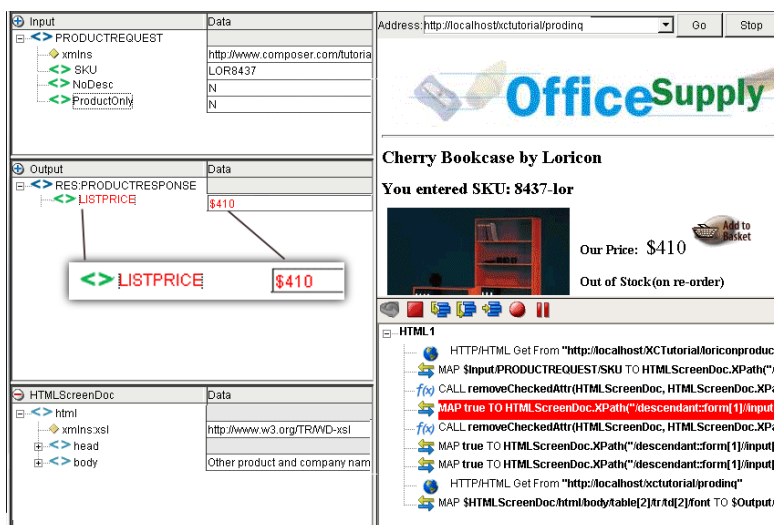 Input Data
PRODUCTREQUEST
xmlns http://www.composer.com/tutoria
SKU LOR8437
NoDesc N
ProductOnly N
Output Data
RES:PRODUCTRESPONSE
LISTPRICE $410
LISTPRICE $410
HTMLScreenDoc Data
html
xmlns:xsl http://www.w3.org/TR/WD-xsl
head
body Other product and company nam
Address: http://localhost/xctutorial/prodinq Go Stop
OfficeSupply
Cherry Bookcase by Loricon
You entered SKU: 8437-lor
Add to
Basket
Our Price: $410
Out of Stock(on re-order)
HTML1
HTTP/HTML Get From "http://localhost/XCTutorial/loriconproduc
MAP $Input/PRODUCTREQUEST/SKU TO HTMLScreenDoc.XPath("/
f(x) CALL removeCheckedAttr(HTMLScreenDoc, HTMLScreenDoc.XPa
MAP true TO HTMLScreenDoc.XPath("/descendant::form[1]//input
f(x) CALL removeCheckedAttr(HTMLScreenDoc, HTMLScreenDoc.XPa
MAP true TO HTMLScreenDoc.XPath("/descendant::form[1]//input[
MAP true TO HTMLScreenDoc.XPath("/descendant::form[1]//input[
HTTP/HTML Get From "http://localhost/xctutorial/prodinq"
MAP $HTMLScreenDoc/html/body/table[2]/tr/td[2]/font TO $Output/